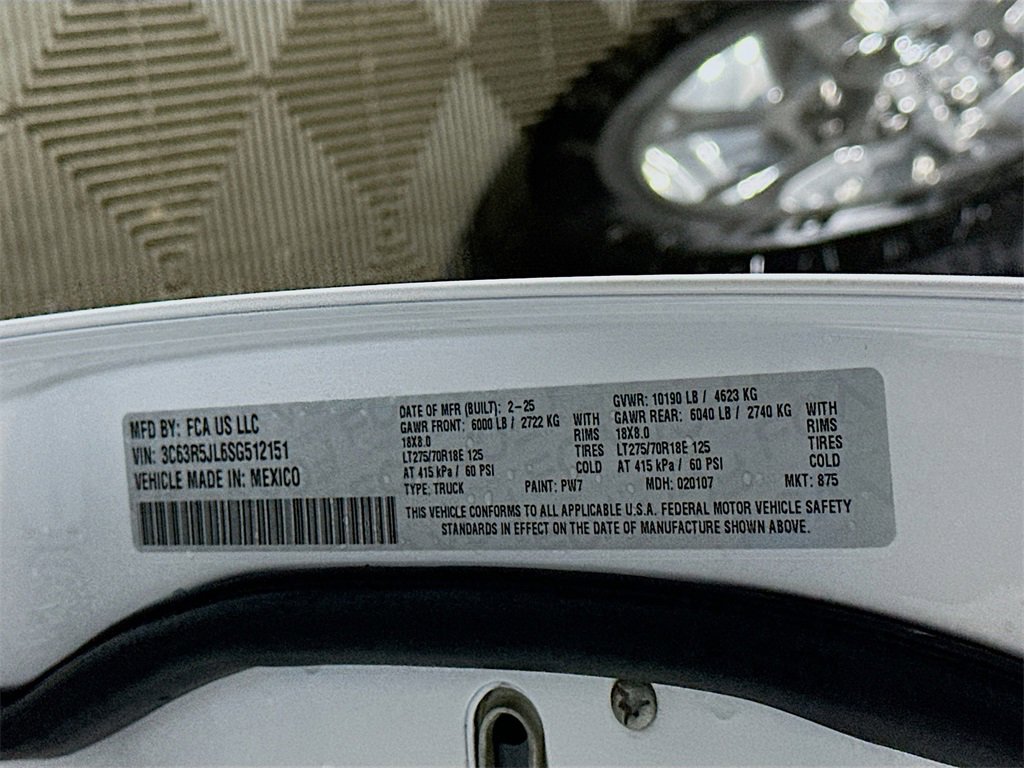 MFD BY: FCA US LLC
VIN: 3C63R5JL6SG512151
VEHICLE MADE IN: MEXICO
DATE OF MFR (BUILT): 2-25
GAWR FRONT: 6000 LB / 2722 KG WITH
18X8.0 RIMS
LT275/70R18E 125 TIRES
AT 415 kPa / 60 PSI COLD
GVWR: 10190 LB / 4623 KG
GAWR REAR: 6040 LB / 2740 KG WITH
18X8.0 RIMS
LT275/70R18E 125 TIRES
AT 415 kPa / 60 PSI COLD
TYPE: TRUCK PAINT: PW7 MDH: 020107 MKT: 875
THIS VEHICLE CONFORMS TO ALL APPLICABLE U.S.A. FEDERAL MOTOR VEHICLE SAFETY
STANDARDS IN EFFECT ON THE DATE OF MANUFACTURE SHOWN ABOVE.